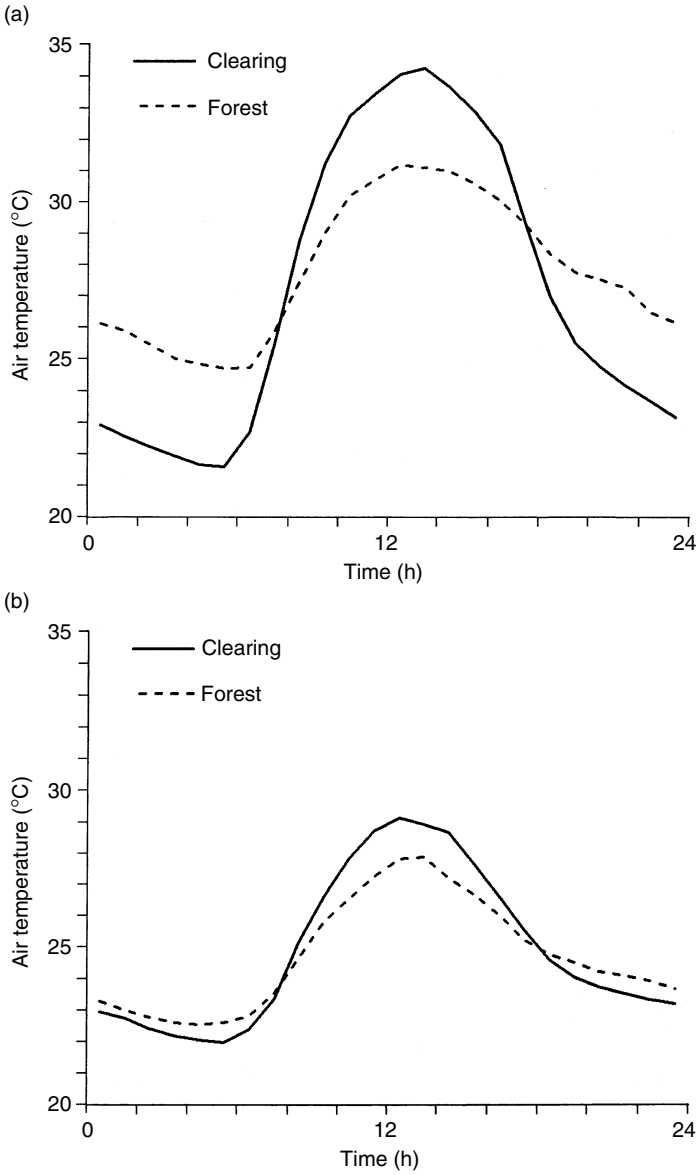 (a)
35
Clearing
Forest
30
Air temperature (°C)
25
20
0 12 24
Time (h)
(b)
35
Clearing
Forest
30
Air temperature (°C)
25
20
0 12 24
Time (h)